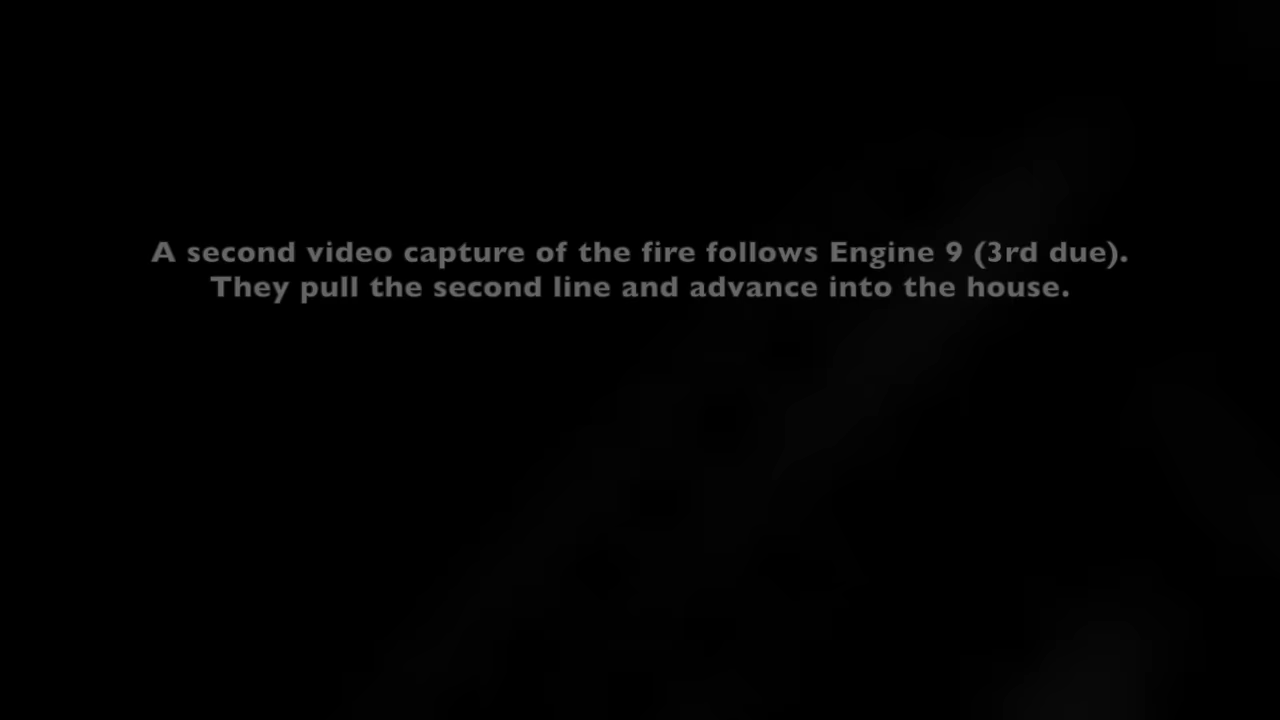 A second video capture of the fire follows Engine 9 (3rd due).
They pull the second line and advance into the house.